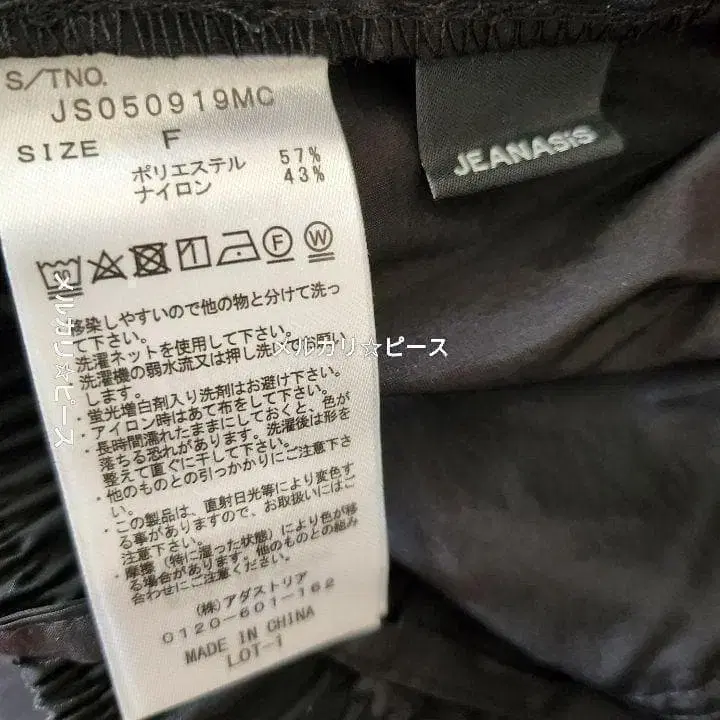 S/TNO.
JS050919MC
SIZE F
ポリエステル 57%
ナイロン 43%
F W
移染しやすいので他の物と分けて洗っ
て下さい。
洗濯ネットを使用して下さい。
洗濯機の弱水流又は押し洗いでお願い
します。
・蛍光増白剤入り洗剤はお避け下さい。
・アイロン時はあて布をして下さい。
・長時間濡れたままにしておくと、色が
落ちる恐れがあります。洗濯後は形を
整えて直ぐに干して下さい。
・他のものとの引っかかりにご注意下さ
い。
・この製品は、直射日光等により変色す
る事がありますので、お取扱いにはご
注意下さい。
・摩擦（特に湿った状態）により色が移
る場合があります。他のものとの組み
合わせにご注意下さい。
(株)アダストリア
0120-601-162
MADE IN CHINA
LOT-i
JEANASiS
メルカリ☆ピース
メルカリ☆ピース